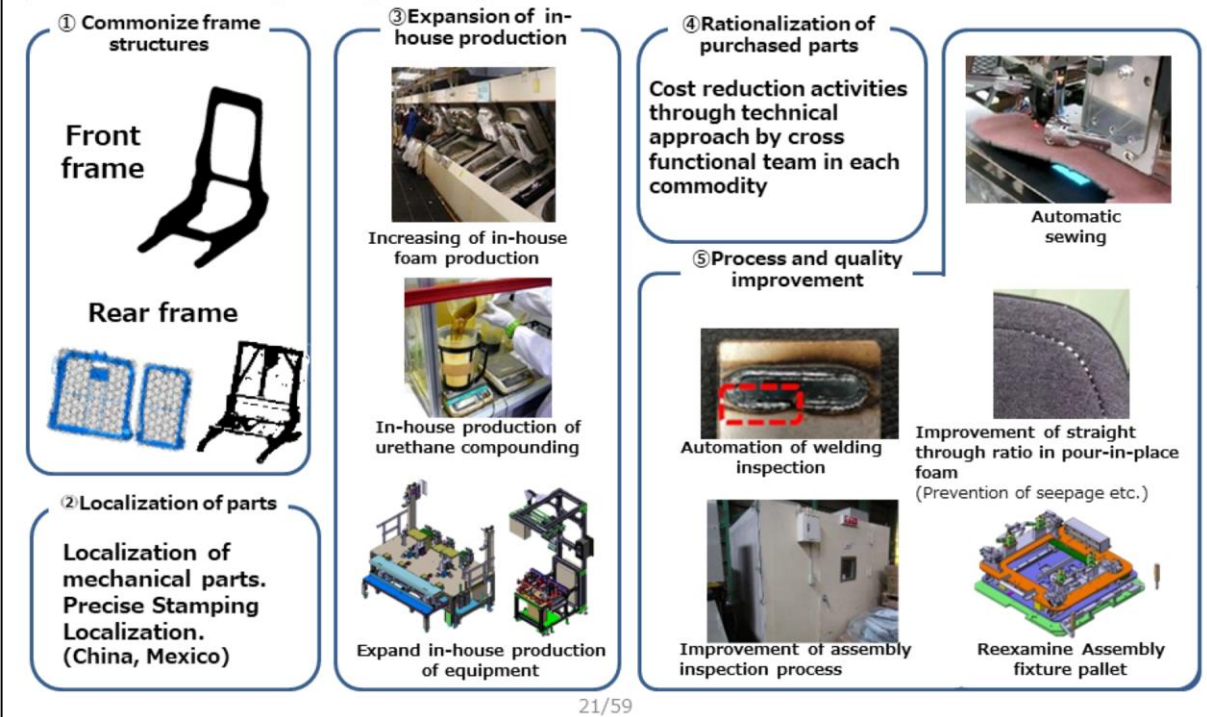 ① Commonize frame
structures
Front
frame
Rear frame
②Localization of parts
Localization of
mechanical parts.
Precise Stamping
Localization.
(China, Mexico)
③Expansion of in-
house production
Increasing of in-house
foam production
In-house production of
urethane compounding
Expand in-house production
of equipment
④Rationalization of
purchased parts
Cost reduction activities
through technical
approach by cross
functional team in each
commodity
⑤Process and quality
improvement
Automatic
sewing
Automation of welding
inspection
Improvement of straight
through ratio in pour-in-place
foam
(Prevention of seepage etc.)
Improvement of assembly
inspection process
Reexamine Assembly
fixture pallet
21/59